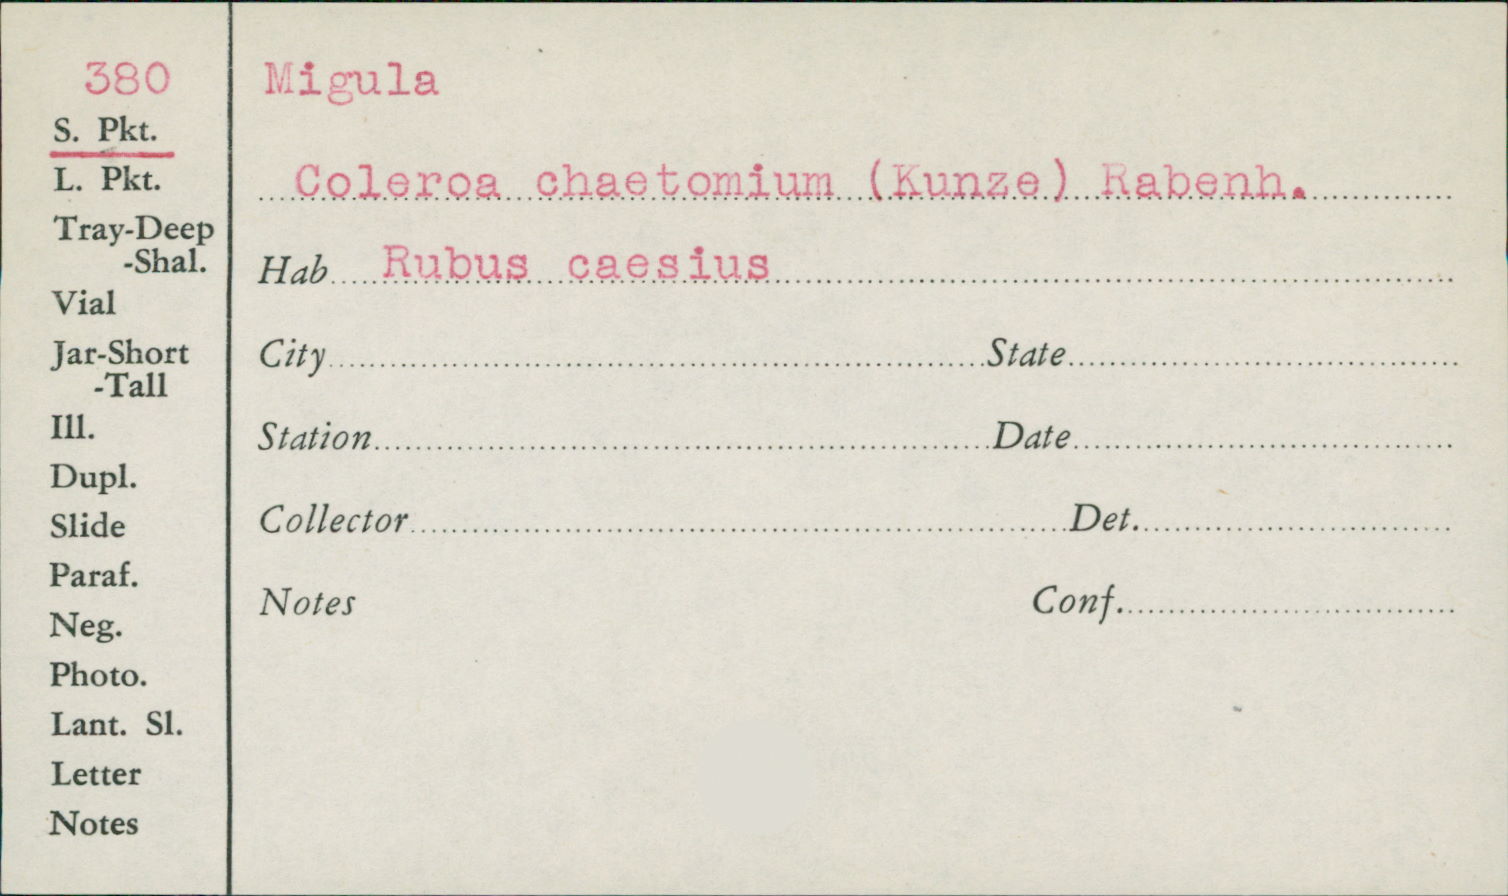 380
S. Pkt.
L. Pkt.
Tray-Deep
-Shal.
Vial
Jar-Short
-Tall
Ill.
Dupl.
Slide
Paraf.
Neg.
Photo.
Lant. Sl.
Letter
Notes
Migula
Coleroa chaetomium (Kunze) Rabenh.
Hab Rubus caesius
City State
Station Date
Collector Det.
Notes Conf.